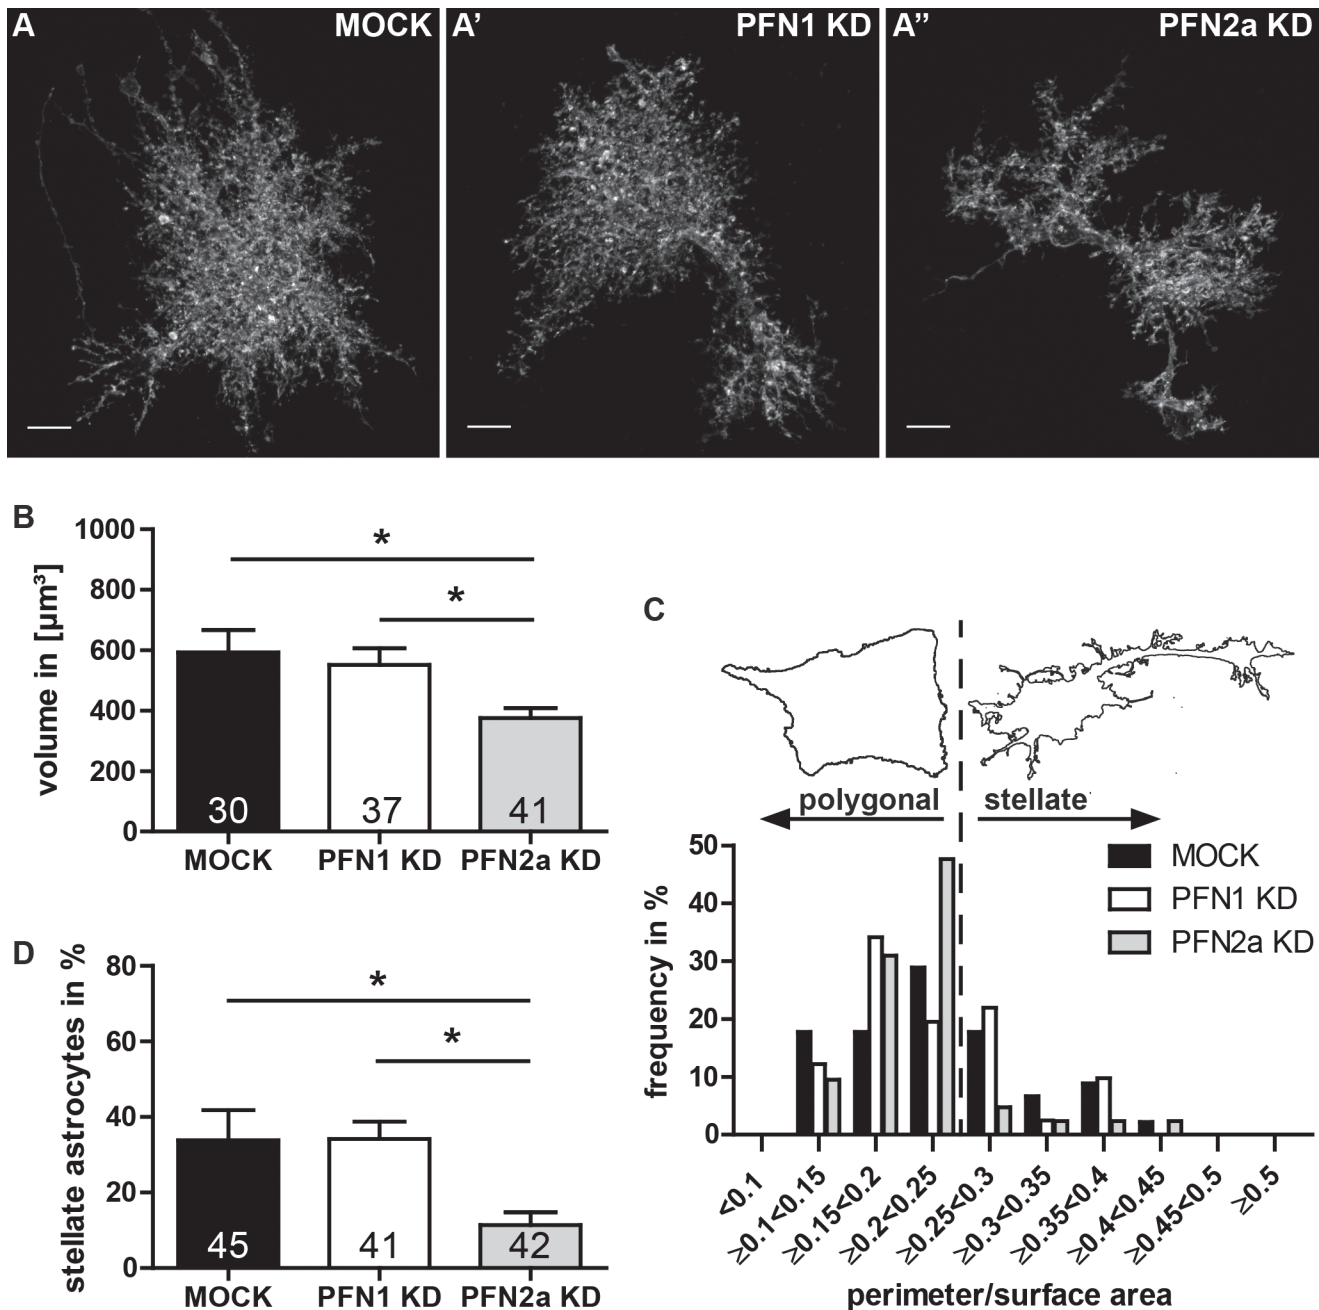 A MOCK A' PFN1 KD A'' PFN2a KD
B
1000
800
600
400
200
0
volume in [µm³]
*
*
30 37 41
MOCK PFN1 KD PFN2a KD
C
polygonal stellate
50
40
30
20
10
0
frequency in %
MOCK
PFN1 KD
PFN2a KD
<0.1
≥0.1<0.15
≥0.15<0.2
≥0.2<0.25
≥0.25<0.3
≥0.3<0.35
≥0.35<0.4
≥0.4<0.45
≥0.45<0.5
≥0.5
perimeter/surface area
D
80
60
40
20
0
stellate astrocytes in %
*
*
45 41 42
MOCK PFN1 KD PFN2a KD